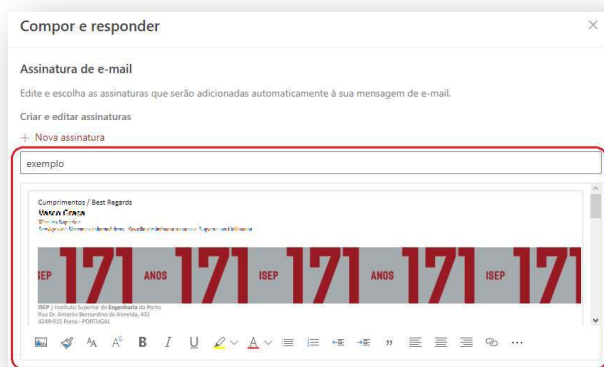 Compor e responder
Assinatura de e-mail
Edite e escolha as assinaturas que serão adicionadas automaticamente à sua mensagem de e-mail.
Criar e editar assinaturas
+ Nova assinatura
exemplo
Cumprimentos / Best Regards
Vasco Graça
ISEP 171 ANOS 171 ISEP 171 ANOS 171 ISEP 171
ISEP | Instituto Superior de Engenharia do Porto
Rua Dr. António Bernardino de Almeida, 431
4249-015 Porto - PORTUGAL
B I U A